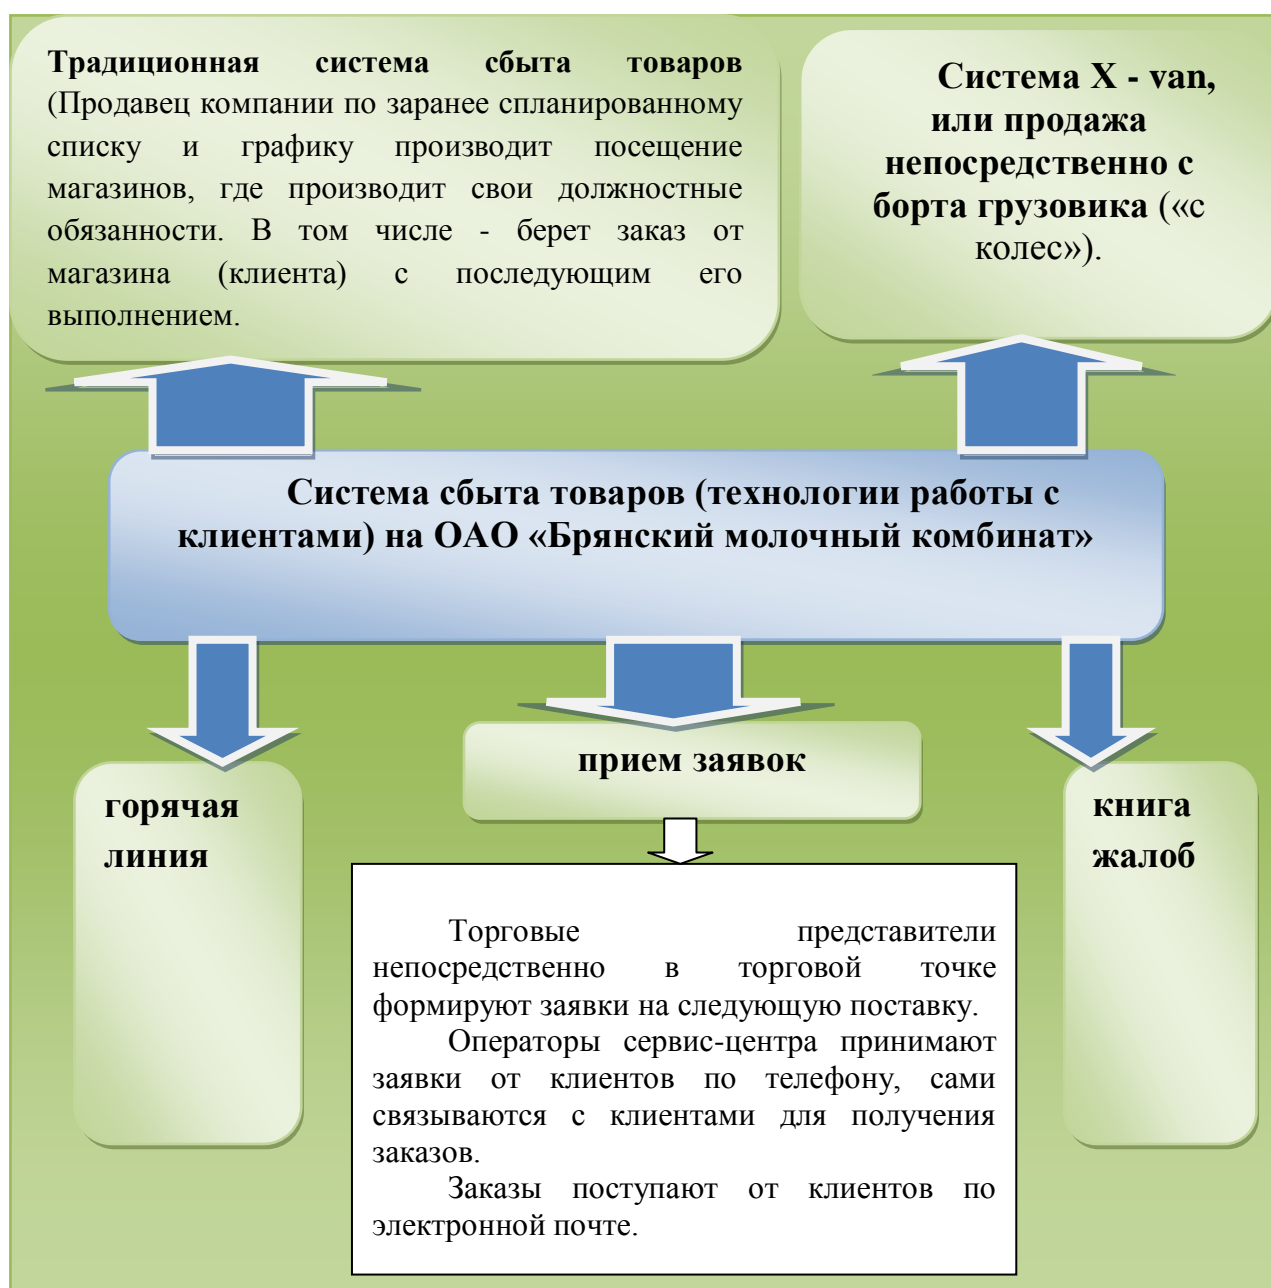 Традиционная система сбыта товаров
(Продавец компании по заранее спланированному
списку и графику производит посещение
магазинов, где производит свои должностные
обязанности. В том числе - берет заказ от
магазина (клиента) с последующим его
выполнением.
Система X - van,
или продажа
непосредственно с
борта грузовика («с
колес»).
Система сбыта товаров (технологии работы с
клиентами) на ОАО «Брянский молочный комбинат»
горячая
линия
прием заявок
книга
жалоб
Торговые представители
непосредственно в торговой точке
формируют заявки на следующую поставку.
Операторы сервис-центра принимают
заявки от клиентов по телефону, сами
связываются с клиентами для получения
заказов.
Заказы поступают от клиентов по
электронной почте.